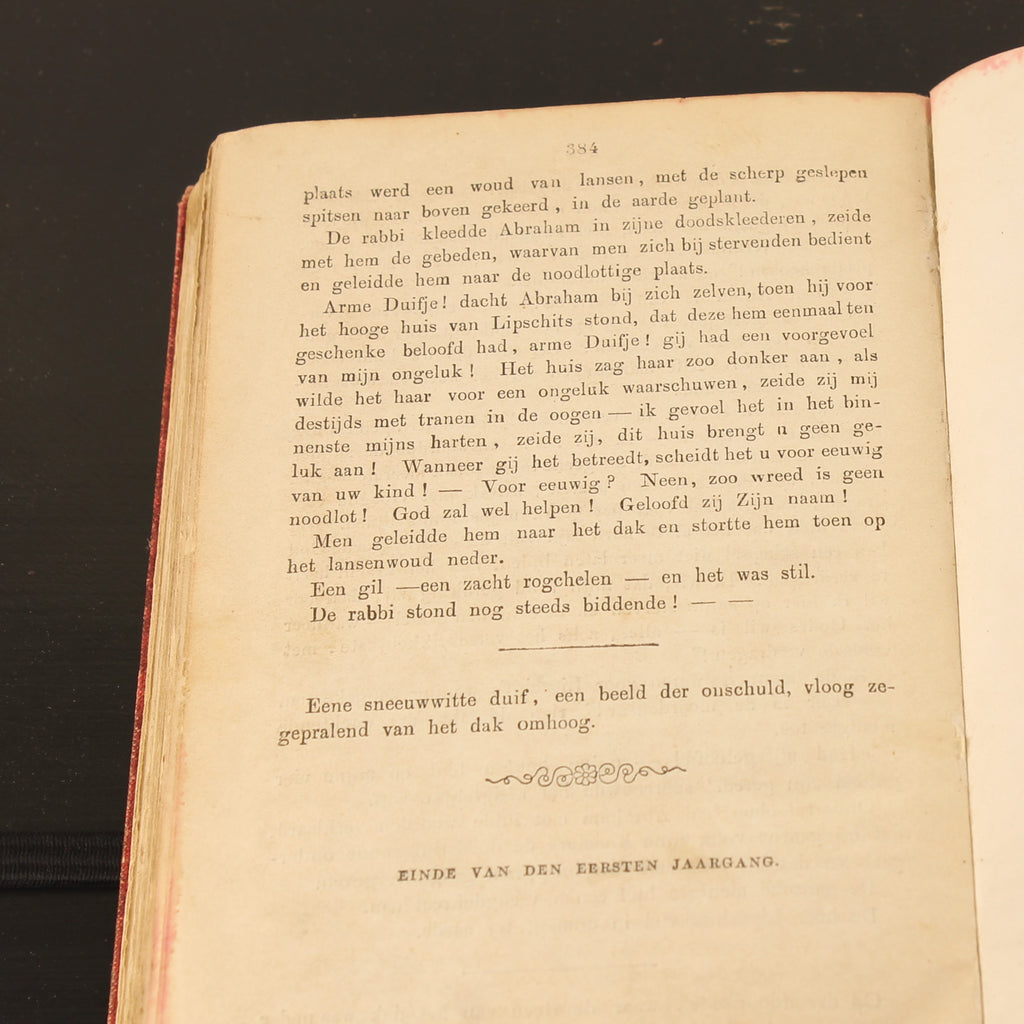 384
plaats werd een woud van lansen, met de scherp geslepen
spitsen naar boven gekeerd, in de aarde geplant.
De rabbi kleedde Abraham in zijne doodskleederen, zeide
met hem de gebeden, waarvan men zich bij stervenden bedient
en geleidde hem naar de noodlottige plaats.
Arme Duifje! dacht Abraham bij zich zelven, toen hij voor
het hooge huis van Lipschits stond, dat deze hem eenmaal ten
geschenke beloofd had, arme Duifje! gij had een voorgevoel
van mijn ongeluk! Het huis zag haar zoo donker aan, als
wilde het haar voor een ongeluk waarschuwen, zeide zij mij
destijds met tranen in de oogen — ik gevoel het in het bin-
nenste mijns harten, zeide zij, dit huis brengt u geen ge-
luk aan! Wanneer gij het betreedt, scheidt het u voor eeuwig
van uw kind! — Voor eeuwig? Neen, zoo wreed is geen
noodlot! God zal wel helpen! Geloofd zij Zijn naam!
Men geleidde hem naar het dak en stortte hem toen op
het lansenwoud neder.
Een gil —een zacht rogchelen — en het was stil.
De rabbi stond nog steeds biddende! — —
Eene sneeuwwitte duif, een beeld der onschuld, vloog ze-
gepralend van het dak omhoog.
EINDE VAN DEN EERSTEN JAARGANG.